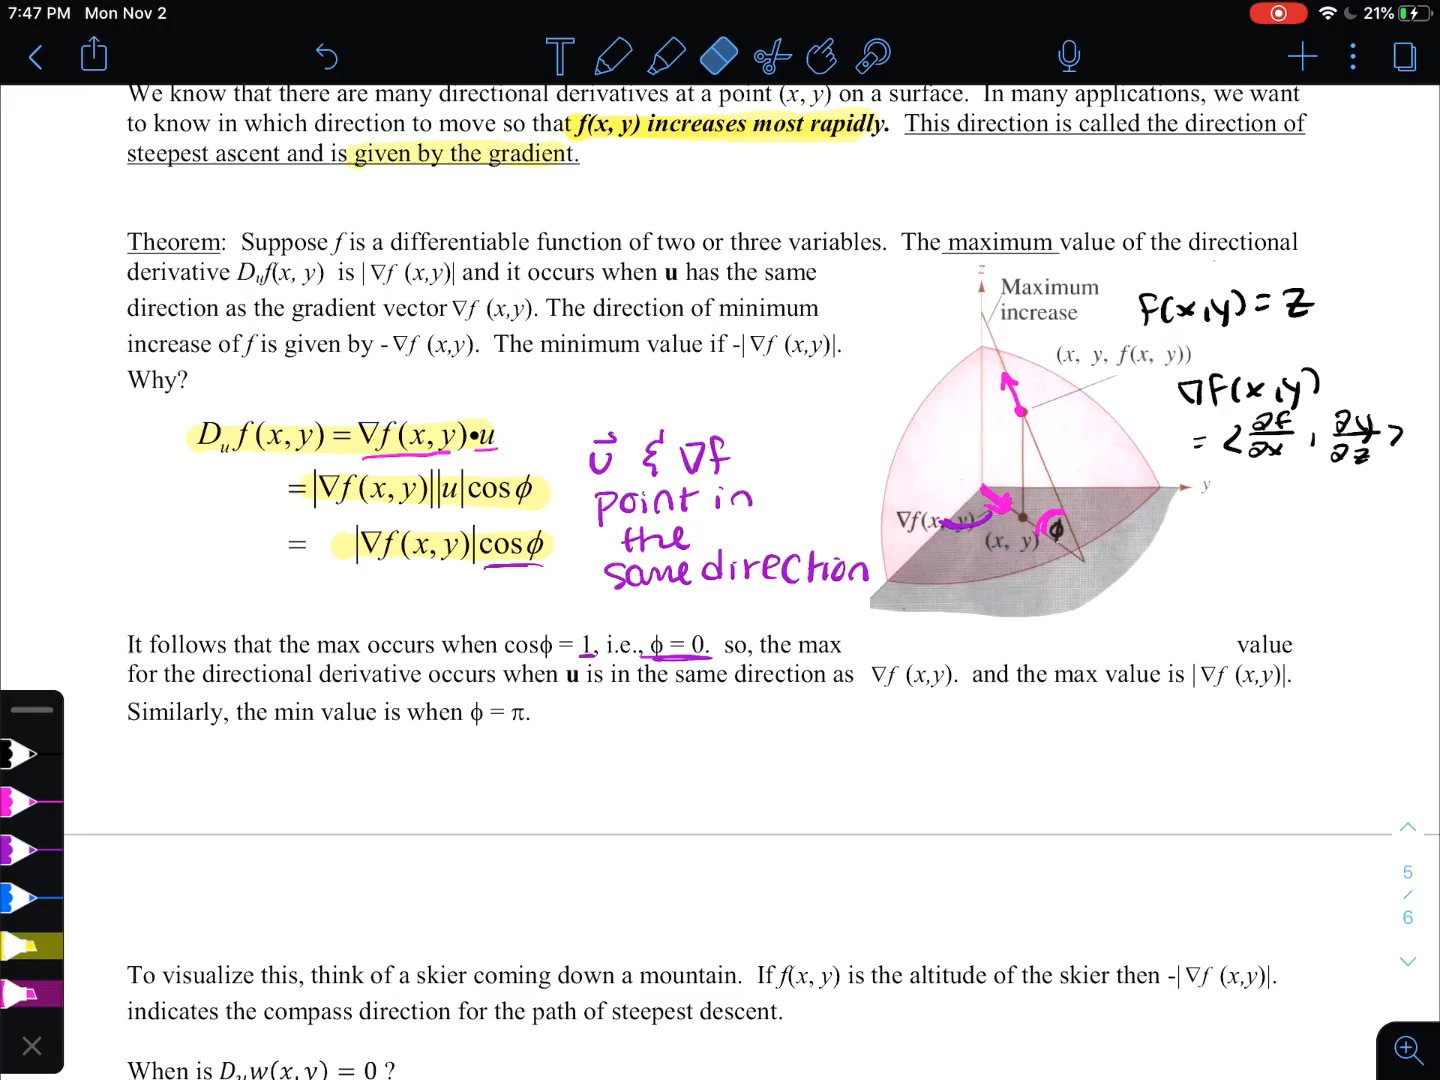 7:47 PM Mon Nov 2
21%
We know that there are many directional derivatives at a point (x, y) on a surface. In many applications, we want
to know in which direction to move so that f(x, y) increases most rapidly. This direction is called the direction of
steepest ascent and is given by the gradient.
Theorem: Suppose f is a differentiable function of two or three variables. The maximum value of the directional
derivative Duf(x, y) is |∇f (x,y)| and it occurs when u has the same
direction as the gradient vector ∇f (x,y). The direction of minimum
increase of f is given by -∇f (x,y). The minimum value if -|∇f (x,y)|.
Why?
D_u f(x, y) = ∇f(x, y)•u
=|∇f(x, y)||u|cosϕ
= |∇f(x, y)|cosϕ
u⃗ & ∇f
point in
the
same direction
z
Maximum
increase
(x, y, f(x, y))
y
∇f(x, y)
(x, y)
ϕ
F(x,y) = z
∇F(x,y)
= <∂f/∂x, ∂y/∂z>
It follows that the max occurs when cosϕ = 1, i.e., ϕ = 0. so, the max value
for the directional derivative occurs when u is in the same direction as ∇f (x,y). and the max value is |∇f (x,y)|.
Similarly, the min value is when ϕ = π.
5
/
6
To visualize this, think of a skier coming down a mountain. If f(x, y) is the altitude of the skier then -|∇f (x,y)|.
indicates the compass direction for the path of steepest descent.
When is D_u w(x, y) = 0 ?